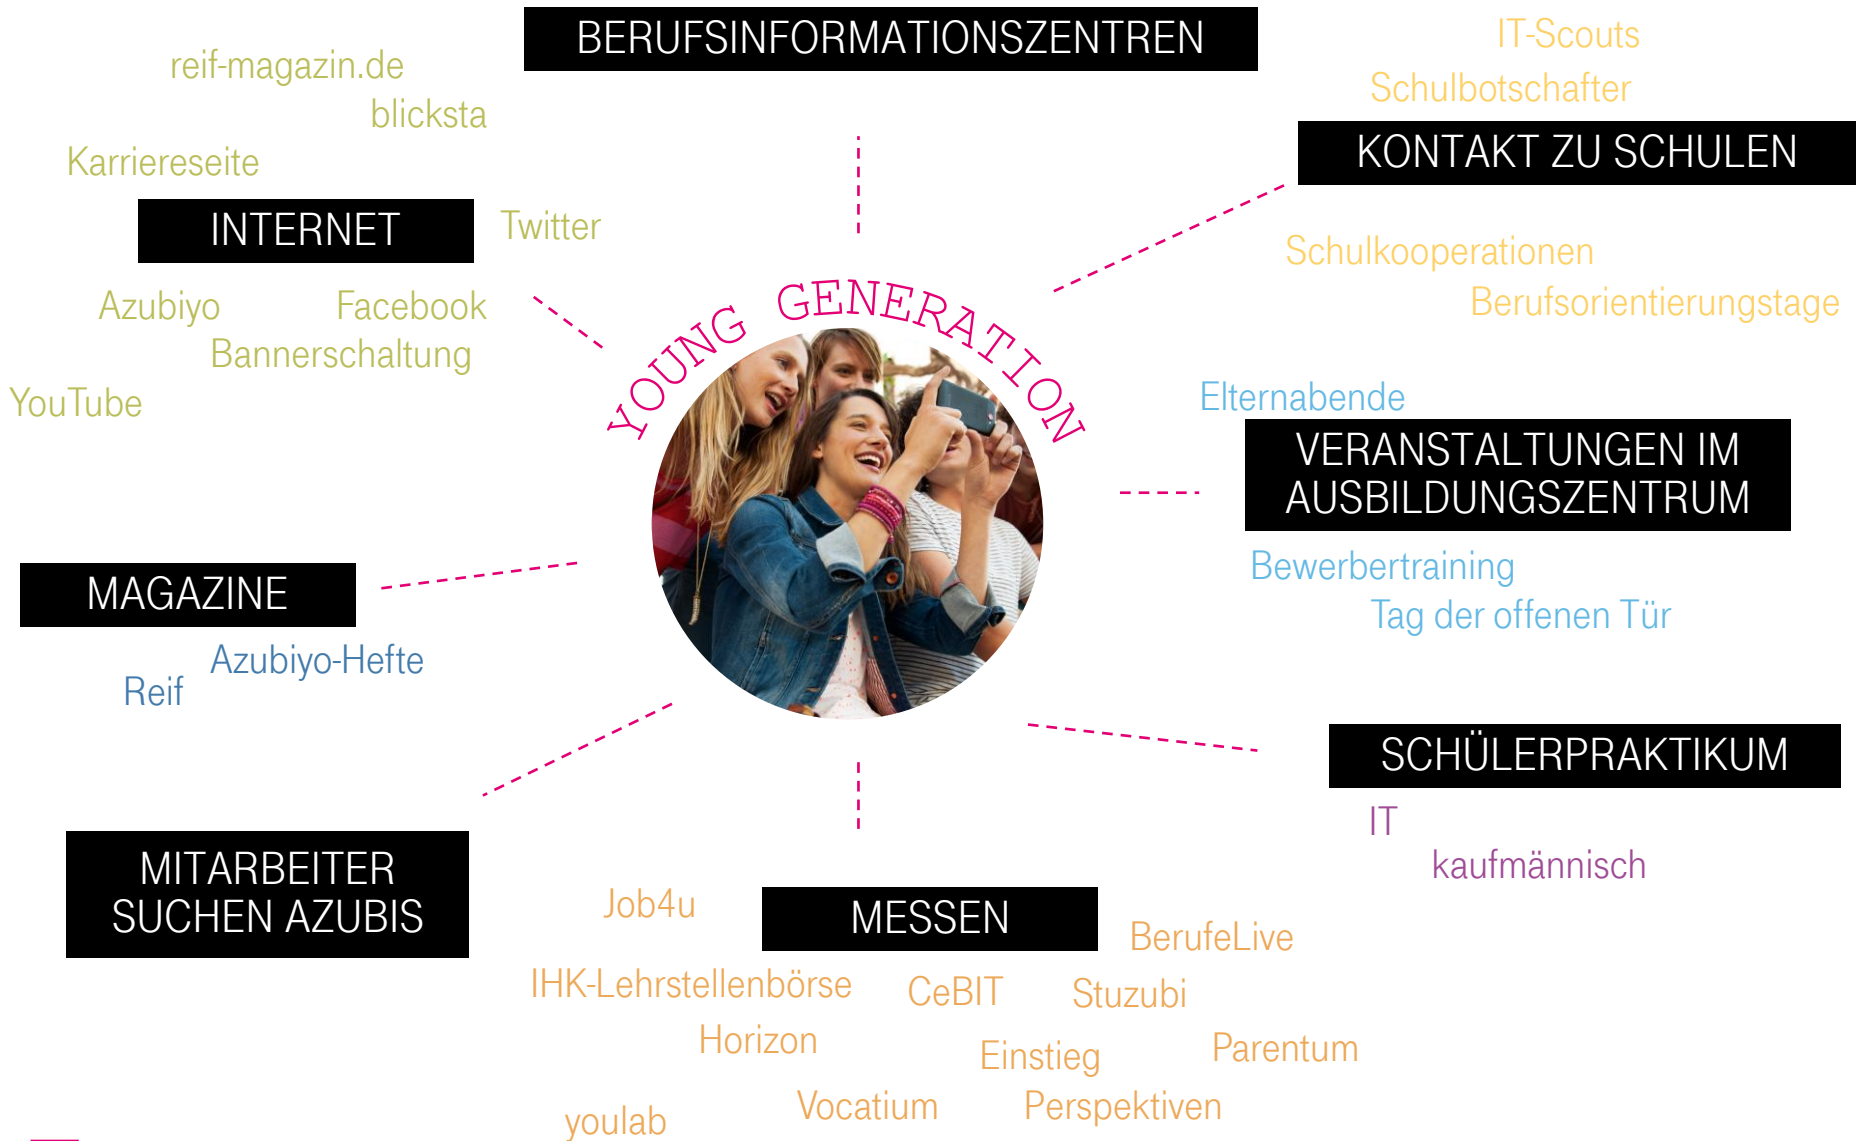 BERUFSINFORMATIONSZENTREN
IT-Scouts
Schulbotschafter
KONTAKT ZU SCHULEN
Schulkooperationen
Berufsorientierungstage
reif-magazin.de
blicksta
Karriereseite
INTERNET
Twitter
Azubiyo
Facebook
Bannerschaltung
YouTube
YOUNG GENERATION
Elternabende
VERANSTALTUNGEN IM
AUSBILDUNGSZENTRUM
Bewerbertraining
Tag der offenen Tür
MAGAZINE
Azubiyo-Hefte
Reif
SCHÜLERPRAKTIKUM
IT
kaufmännisch
MITARBEITER
SUCHEN AZUBIS
Job4u
MESSEN
BerufeLive
IHK-Lehrstellenbörse
CeBIT
Stuzubi
Horizon
Einstieg
Parentum
Vocatium
Perspektiven
youlab